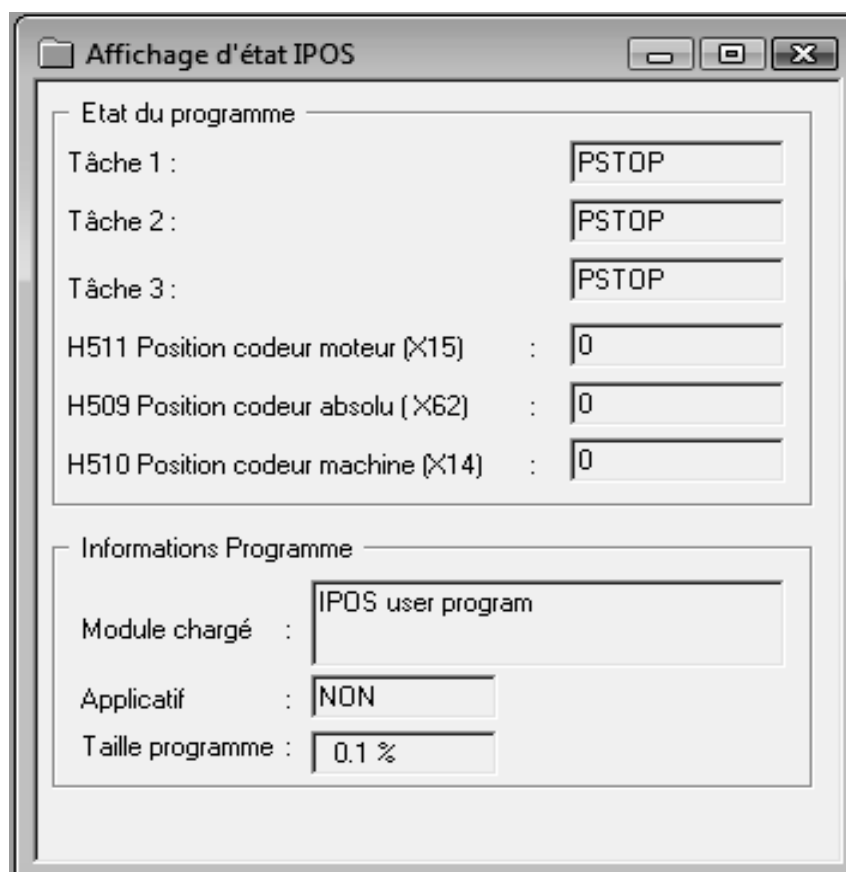 Affichage d'état IPOS
Etat du programme
Tâche 1 : PSTOP
Tâche 2 : PSTOP
Tâche 3 : PSTOP
H511 Position codeur moteur (X15) : 0
H509 Position codeur absolu ( X62) : 0
H510 Position codeur machine (X14) : 0
Informations Programme
Module chargé : IPOS user program
Applicatif : NON
Taille programme : 0.1 %